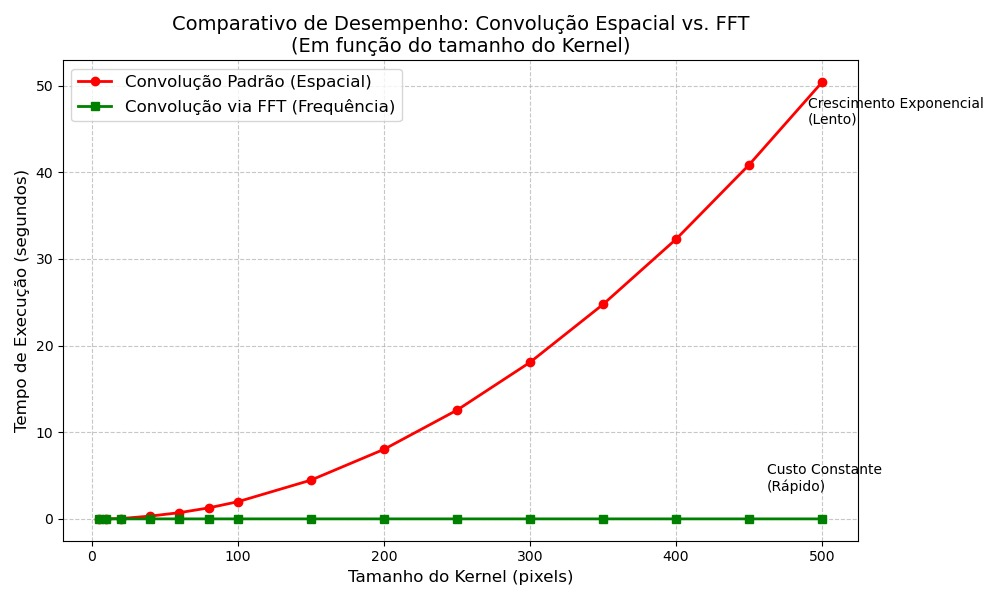 Comparativo de Desempenho: Convolução Espacial vs. FFT
(Em função do tamanho do Kernel)
Convolução Padrão (Espacial)
Convolução via FFT (Frequência)
Crescimento Exponencial
(Lento)
Custo Constante
(Rápido)
Tempo de Execução (segundos)
50
40
30
20
10
0
0 100 200 300 400 500
Tamanho do Kernel (pixels)